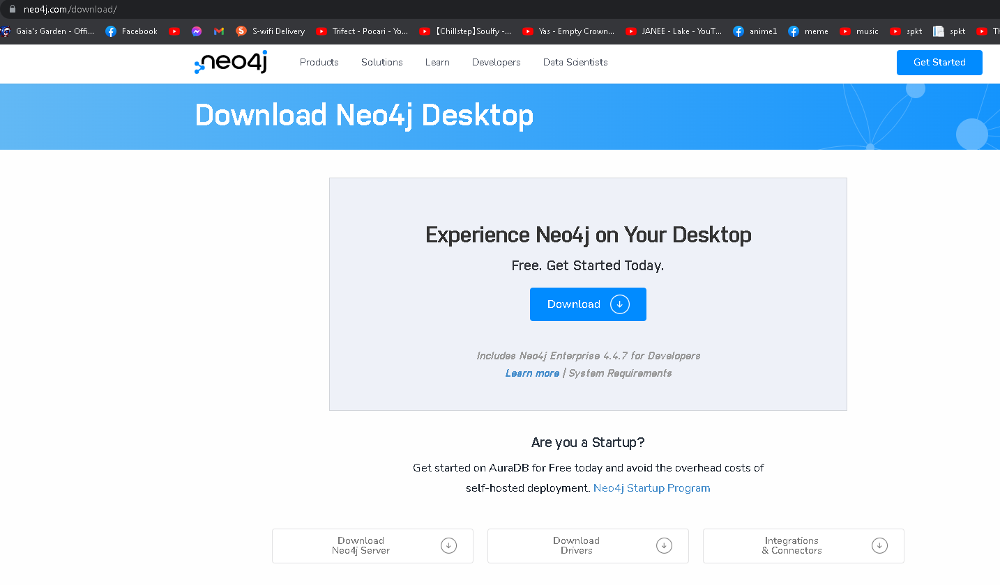 neo4j.com/download/
Gaia's Garden - Offi... Facebook S-wifi Delivery Trifect - Pocari - Yo... 【Chillstep】Soulfy -... Yas - Empty Crown... JANEE - Lake - YouT... anime1 meme music spkt spkt
neo4j Products Solutions Learn Developers Data Scientists Get Started
Download Neo4j Desktop
Experience Neo4j on Your Desktop
Free. Get Started Today.
Download
Includes Neo4j Enterprise 4.4.7 for Developers
Learn more | System Requirements
Are you a Startup?
Get started on AuraDB for Free today and avoid the overhead costs of
self-hosted deployment. Neo4j Startup Program
Download
Neo4j Server
Download
Drivers
Integrations
& Connectors